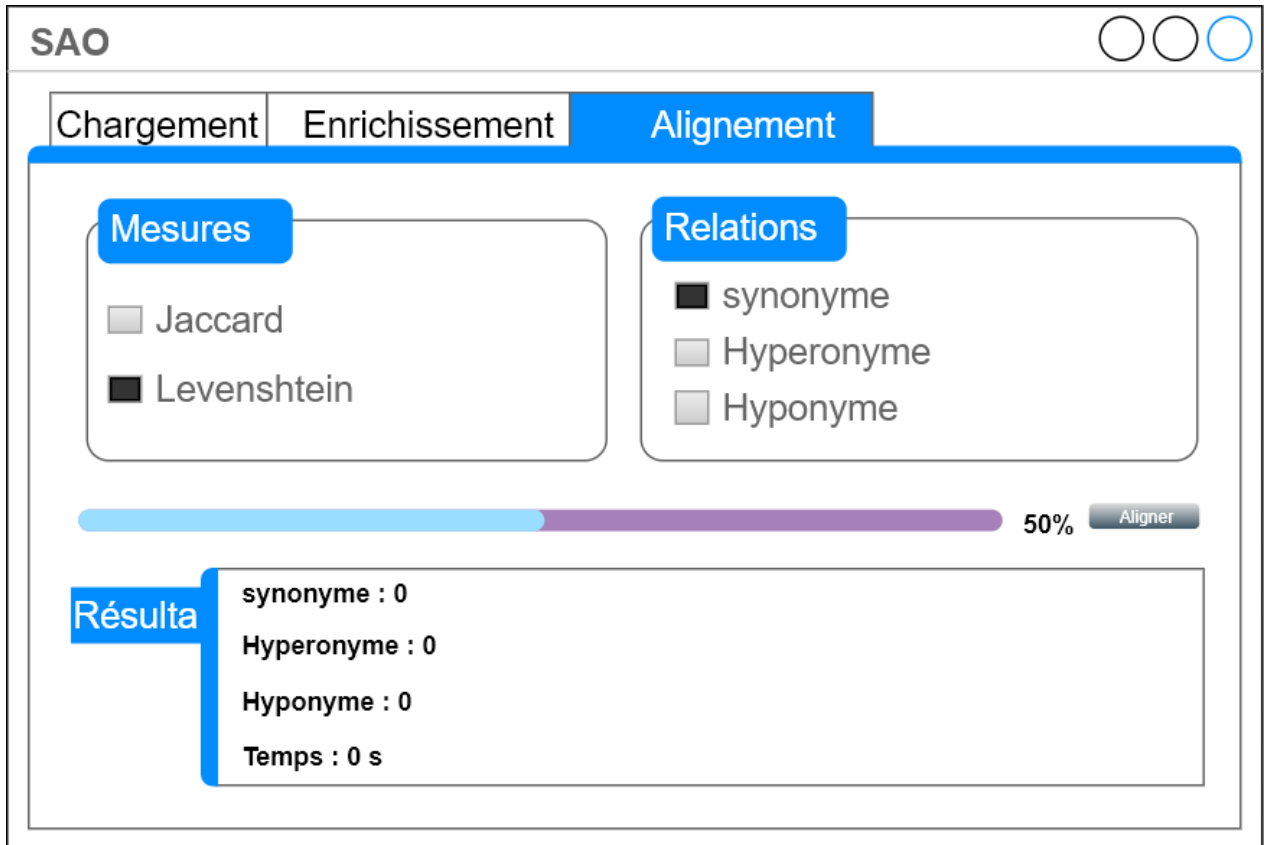 SAO
Chargement Enrichissement Alignement
Mesures
Jaccard
Levenshtein
Relations
synonyme
Hyperonyme
Hyponyme
50% Aligner
Résulta
synonyme : 0
Hyperonyme : 0
Hyponyme : 0
Temps : 0 s